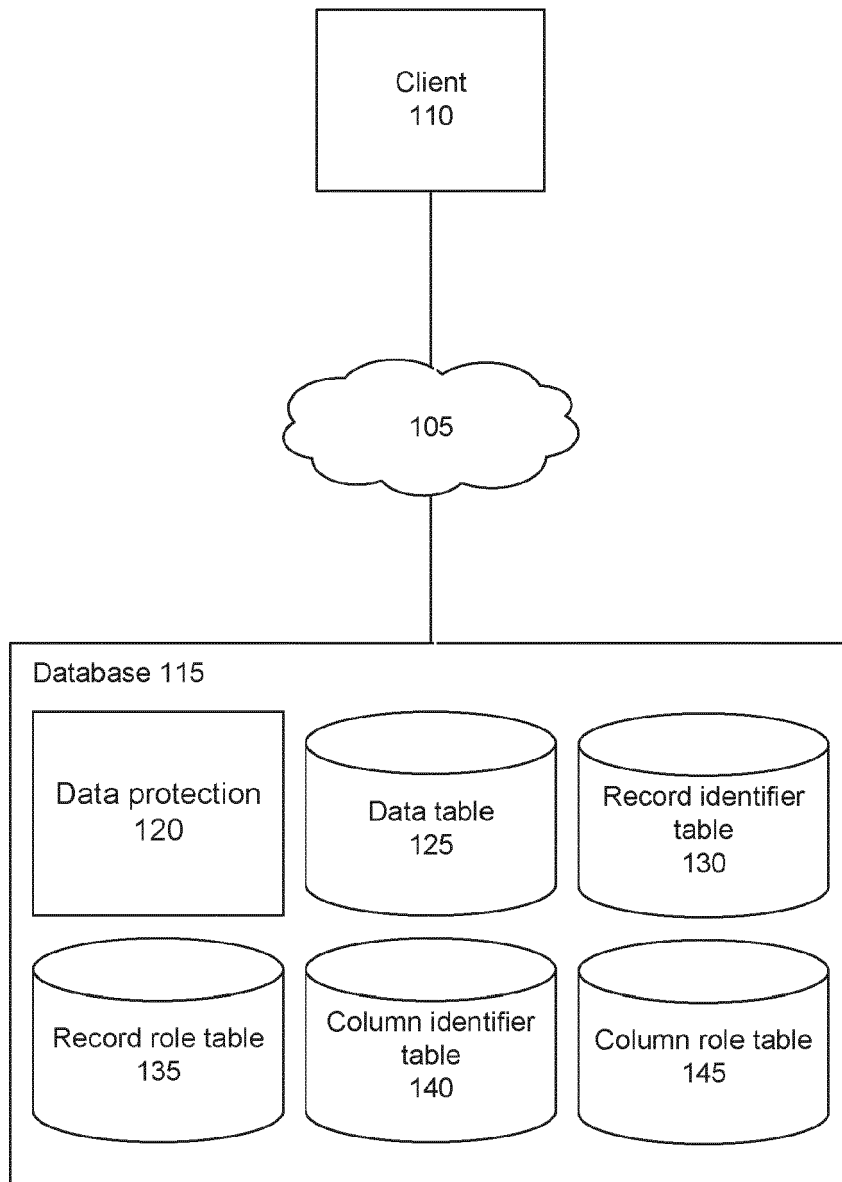 Client
110
105
Database 115
Data protection
120
Data table
125
Record identifier
table
130
Record role table
135
Column identifier
table
140
Column role table
145